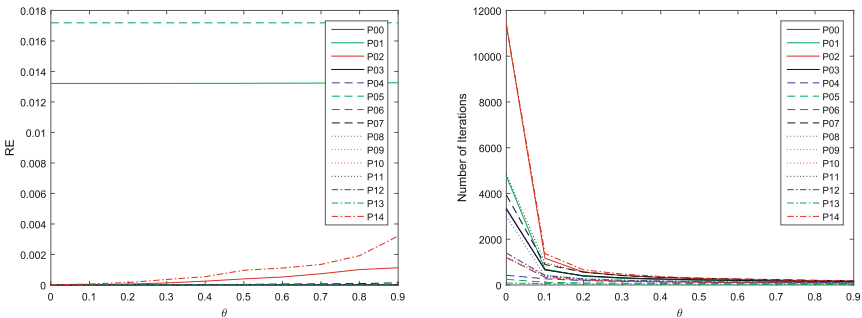 0.018
0.016
0.014
0.012
0.01
0.008
0.006
0.004
0.002
0
RE
0 0.1 0.2 0.3 0.4 0.5 0.6 0.7 0.8 0.9
θ
P00
P01
P02
P03
P04
P05
P06
P07
P08
P09
P10
P11
P12
P13
P14
12000
10000
8000
6000
4000
2000
0
Number of Iterations
0 0.1 0.2 0.3 0.4 0.5 0.6 0.7 0.8 0.9
θ
P00
P01
P02
P03
P04
P05
P06
P07
P08
P09
P10
P11
P12
P13
P14